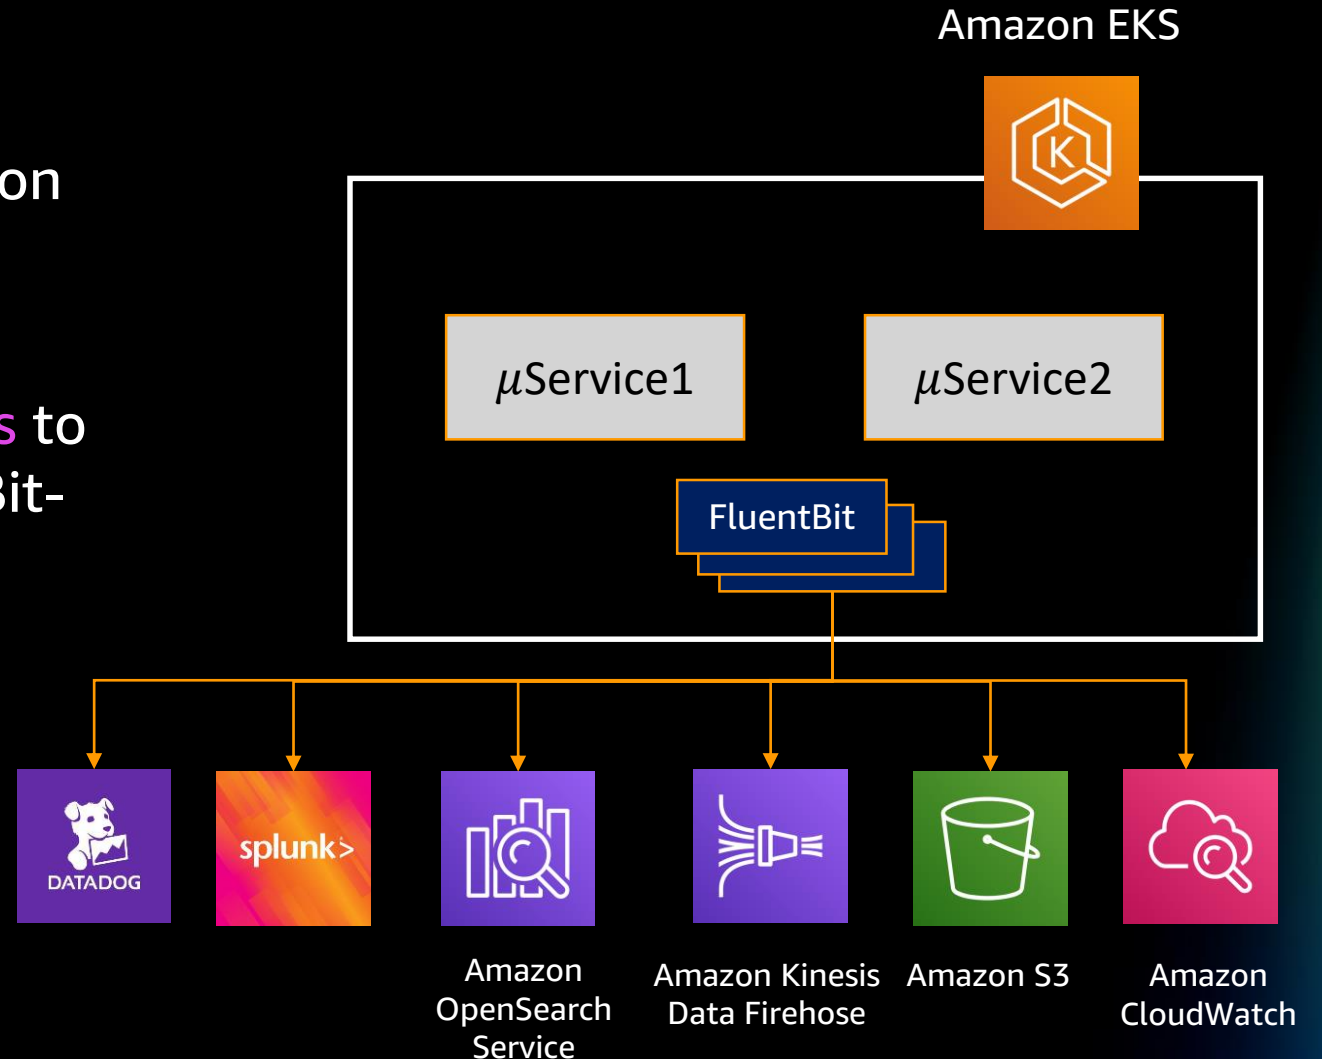 Amazon EKS
on
K
s to
Bit-
μService1
μService2
FluentBit
DATADOG
splunk>
Amazon
OpenSearch
Service
Amazon Kinesis
Data Firehose
Amazon S3
Amazon
CloudWatch